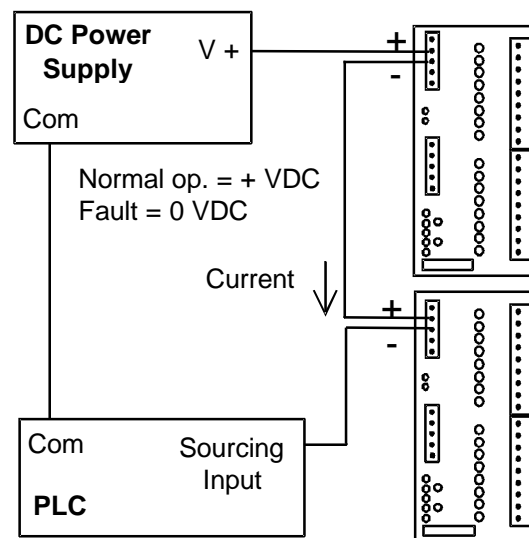 DC Power
Supply
V +
Com
+
-
Normal op. = + VDC
Fault = 0 VDC
Current
+
-
Com
Sourcing
Input
PLC